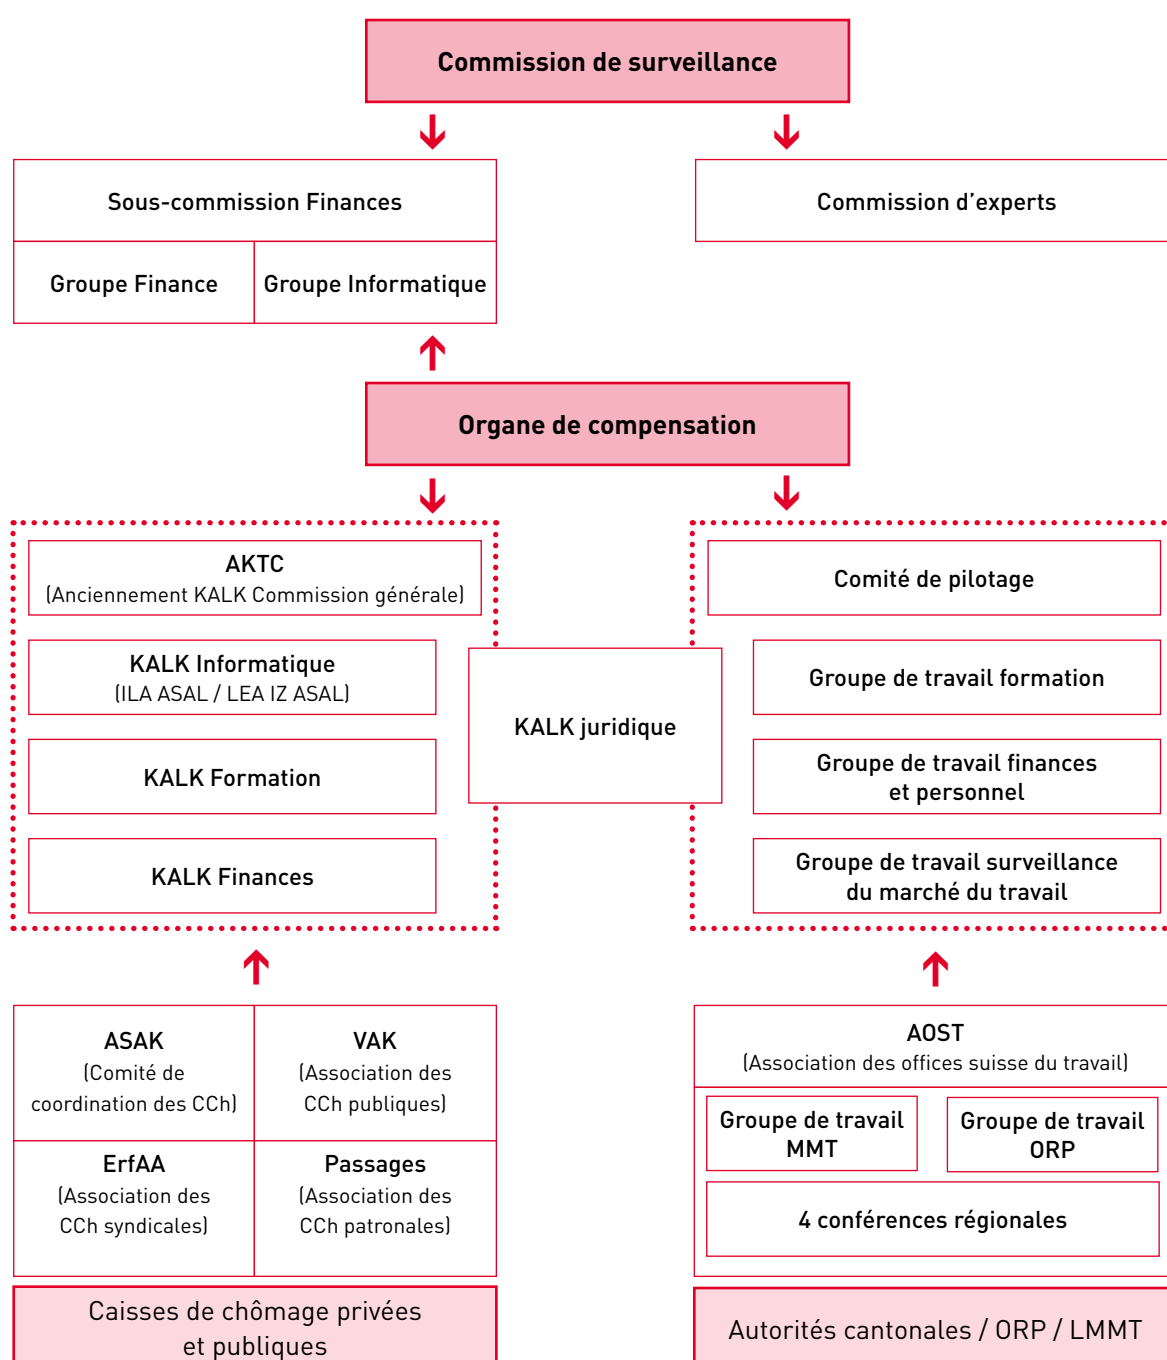 Commission de surveillance
Sous-commission Finances
Groupe Finance
Groupe Informatique
Commission d’experts
Organe de compensation
AKTC
(Anciennement KALK Commission générale)
KALK Informatique
(ILA ASAL / LEA IZ ASAL)
KALK Formation
KALK Finances
KALK juridique
Comité de pilotage
Groupe de travail formation
Groupe de travail finances
et personnel
Groupe de travail surveillance
du marché du travail
ASAK
(Comité de
coordination des CCh)
VAK
(Association des
CCh publiques)
ErfAA
(Association des
CCh syndicales)
Passages
(Association des
CCh patronales)
Caisses de chômage privées
et publiques
AOST
(Association des offices suisse du travail)
Groupe de travail
MMT
Groupe de travail
ORP
4 conférences régionales
Autorités cantonales / ORP / LMMT